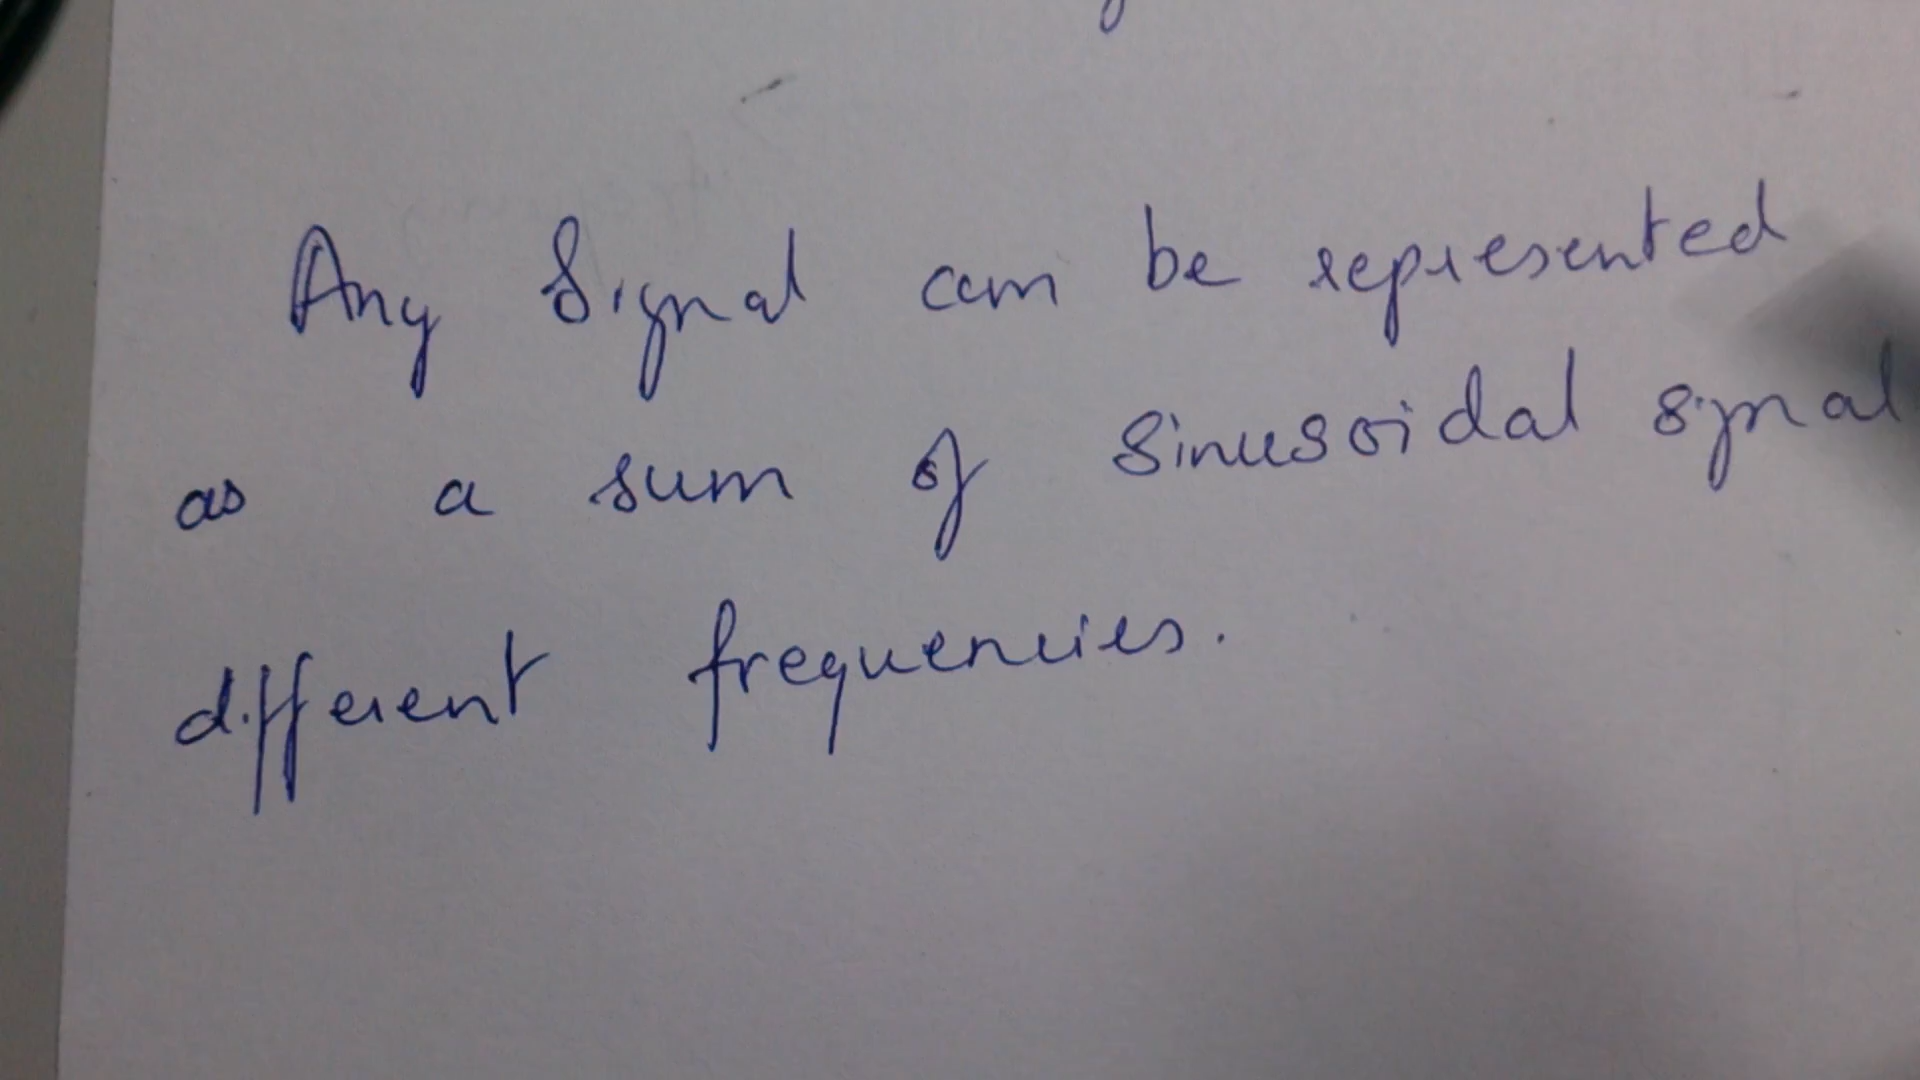 Any Signal can be represented
as a sum of Sinusoidal signal
different frequencies.